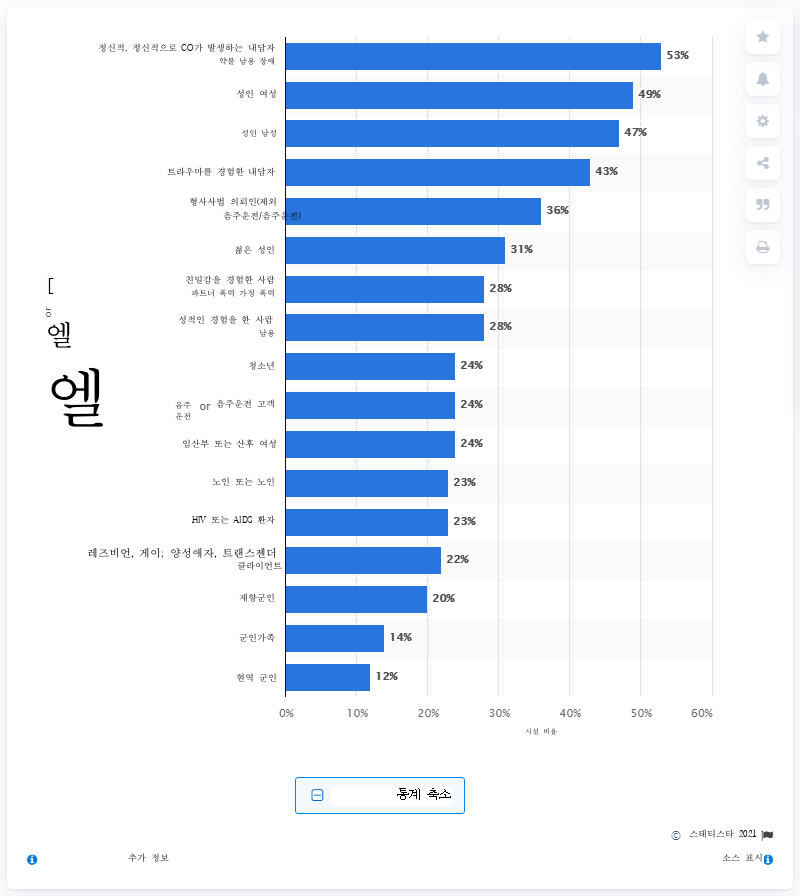 정신적, 정신적으로 CO가 발생하는 내담자
약물 남용 장애
53%
성인 여성
49%
성인 남성
47%
트라우마를 경험한 내담자
43%
형사사법 의뢰인(제외
음주운전/음주운전)
36%
젊은 성인
31%
친밀감을 경험한 사람
파트너 폭력 가정 폭력
28%
성적인 경험을 한 사람
남용
28%
청소년
24%
음주 or 음주운전 고객
운전
24%
임산부 또는 산후 여성
24%
노인 또는 노인
23%
HIV 또는 AIDS 환자
23%
레즈비언, 게이; 양성애자, 트랜스젠더
클라이언트
22%
재향군인
20%
군인가족
14%
현역 군인
12%
[
or
엘
엘
0% 10% 20% 30% 40% 50% 60%
시설 비율
통계 축소
© 스태티스타 2021
추가 정보
소스 표시